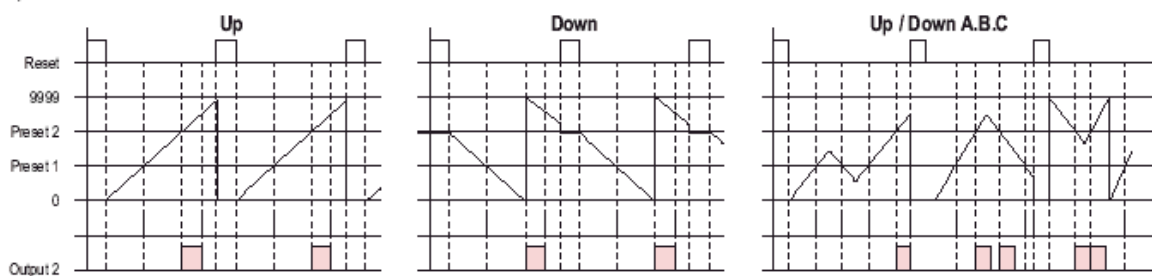 Up
Down
Up / Down A.B.C
Reset
9999
Preset 2
Preset 1
0
Output 2